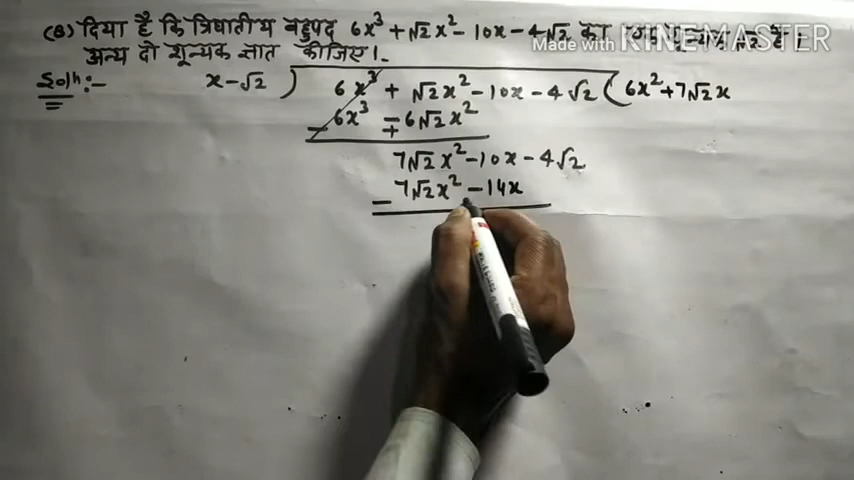 (8) दिया है कि त्रिघातीय बहुपद 6x³ + √2x² - 10x - 4√2 का √2 है।
Made with KINEMASTER
अन्य दो शून्यक ज्ञात कीजिए।
Soln:-
x - √2 ) 6x³ + √2x² - 10x - 4√2 ( 6x² + 7√2x
6x³ - 6√2x²
- +
7√2x² - 10x - 4√2
7√2x² - 14x
-